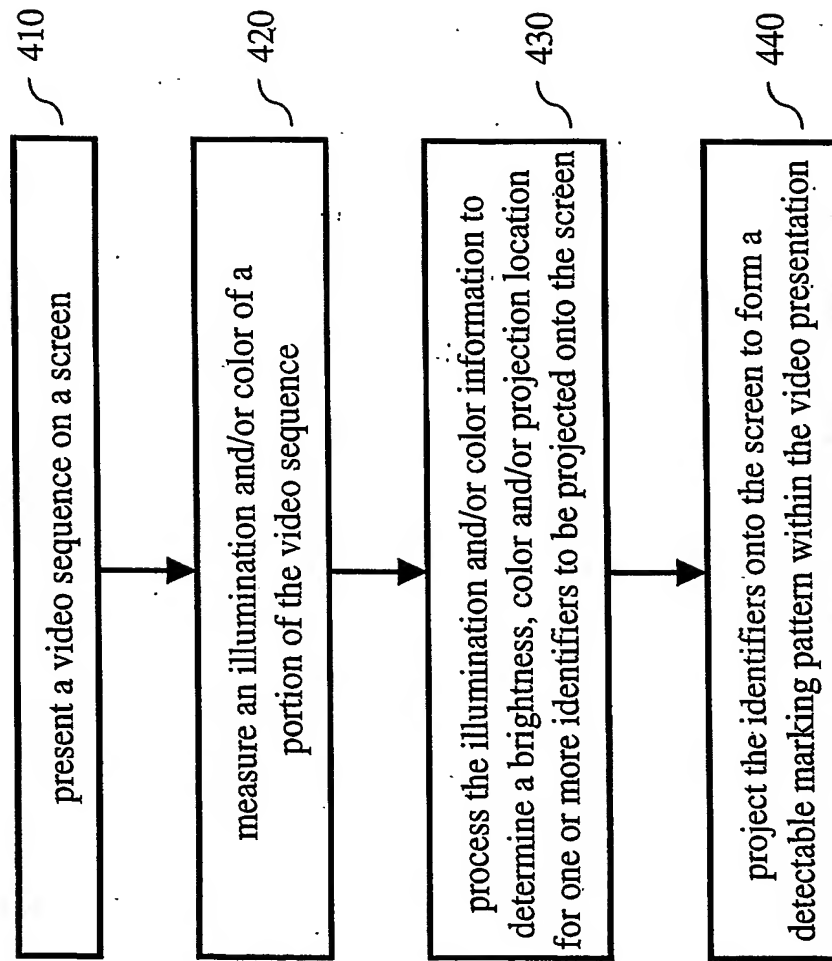 present a video sequence on a screen
410
measure an illumination and/or color of a
portion of the video sequence
420
process the illumination and/or color information to
determine a brightness, color and/or projection location
for one or more identifiers to be projected onto the screen
430
project the identifiers onto the screen to form a
detectable marking pattern within the video presentation
440